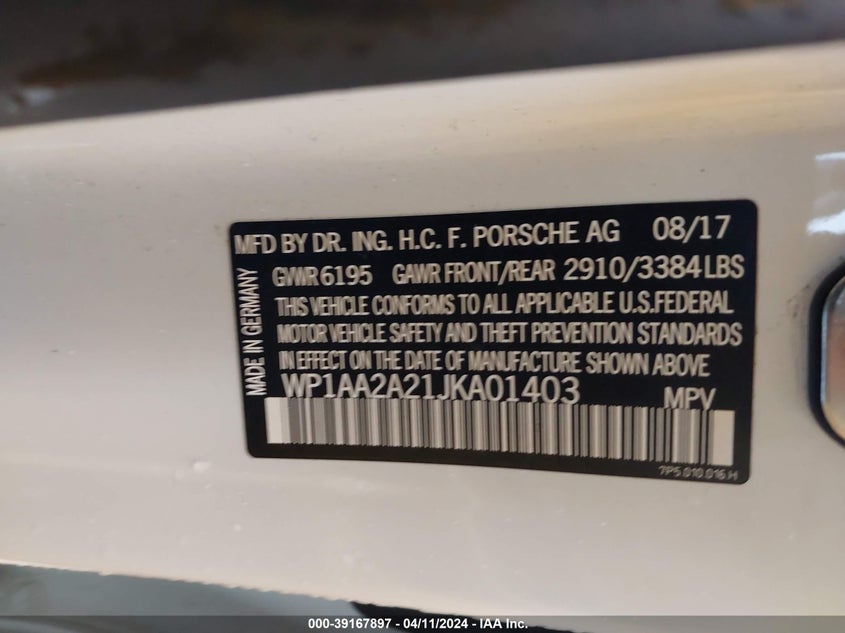 MFD BY DR. ING. H.C. F. PORSCHE AG 08/17
GVWR 6195 GAWR FRONT/REAR 2910/3384 LBS
THIS VEHICLE CONFORMS TO ALL APPLICABLE U.S.FEDERAL
MOTOR VEHICLE SAFETY AND THEFT PREVENTION STANDARDS
IN EFFECT ON THE DATE OF MANUFACTURE SHOWN ABOVE
WP1AA2A21JKA01403 MPV
MADE IN GERMANY
7P5.010.016.H
000-39167897 / 04/11/2024 - IAA Inc.